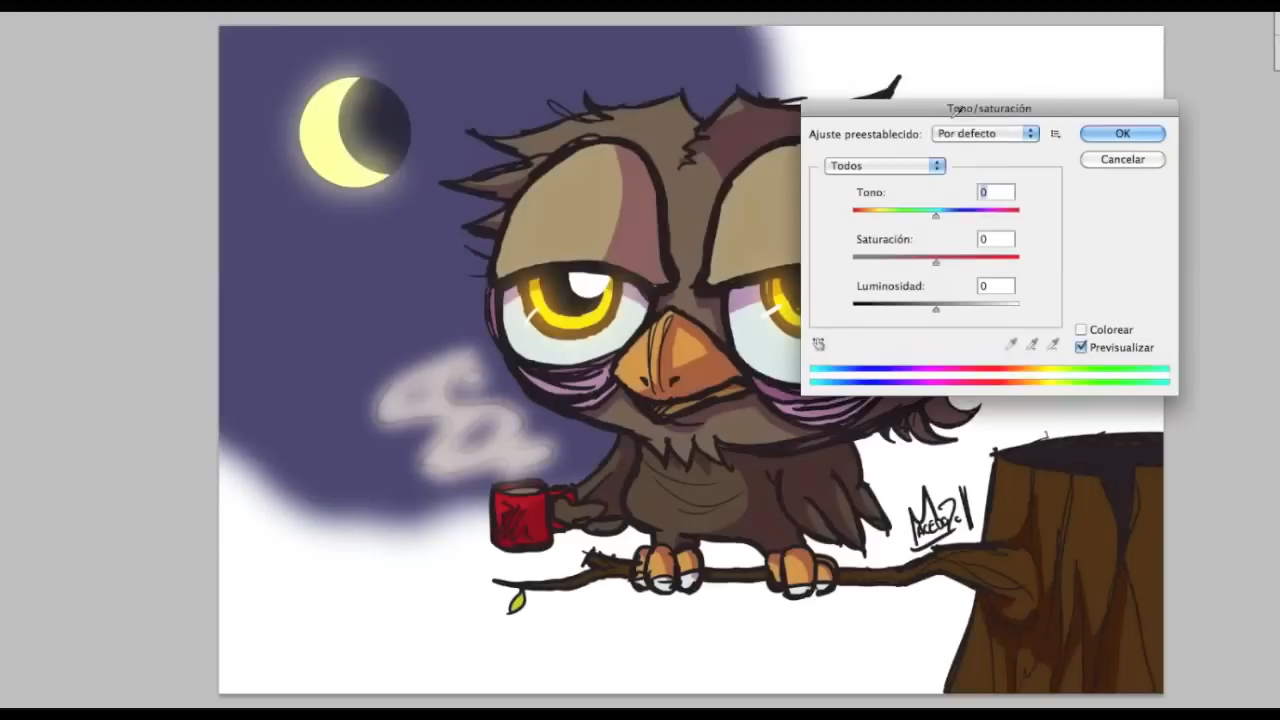 Tono/saturación
Ajuste preestablecido: Por defecto
OK
Todos
Cancelar
Tono: 0
Saturación: 0
Luminosidad: 0
Colorear
Previsualizar